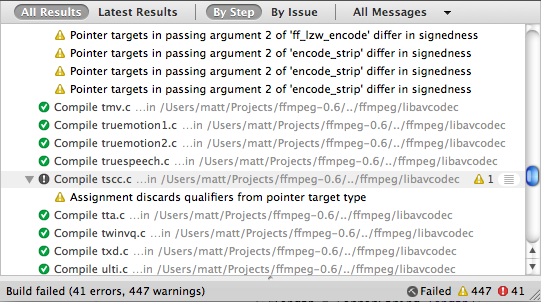 All Results Latest Results By Step By Issue All Messages
Pointer targets in passing argument 2 of 'ff_lzw_encode' differ in signedness
Pointer targets in passing argument 2 of 'encode_strip' differ in signedness
Pointer targets in passing argument 2 of 'encode_strip' differ in signedness
Pointer targets in passing argument 2 of 'encode_strip' differ in signedness
Compile tmv.c ...in /Users/matt/Projects/ffmpeg-0.6/../ffmpeg/libavcodec
Compile truemotion1.c ...in /Users/matt/Projects/ffmpeg-0.6/../ffmpeg/libavcodec
Compile truemotion2.c ...in /Users/matt/Projects/ffmpeg-0.6/../ffmpeg/libavcodec
Compile truespeech.c ...in /Users/matt/Projects/ffmpeg-0.6/../ffmpeg/libavcodec
Compile tscc.c ...in /Users/matt/Projects/ffmpeg-0.6/../ffmpeg/libavcodec 1
Assignment discards qualifiers from pointer target type
Compile tta.c ...in /Users/matt/Projects/ffmpeg-0.6/../ffmpeg/libavcodec
Compile twinvq.c ...in /Users/matt/Projects/ffmpeg-0.6/../ffmpeg/libavcodec
Compile txd.c ...in /Users/matt/Projects/ffmpeg-0.6/../ffmpeg/libavcodec
Compile ulti.c ...in /Users/matt/Projects/ffmpeg-0.6/../ffmpeg/libavcodec
Build failed (41 errors, 447 warnings) Failed 447 41